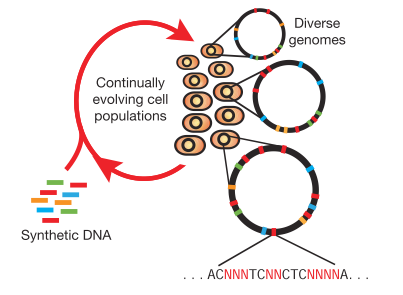 Diverse
genomes
Continually
evolving cell
populations
Synthetic DNA
. . . ACNNNTCNNCTCNNNNA. . .